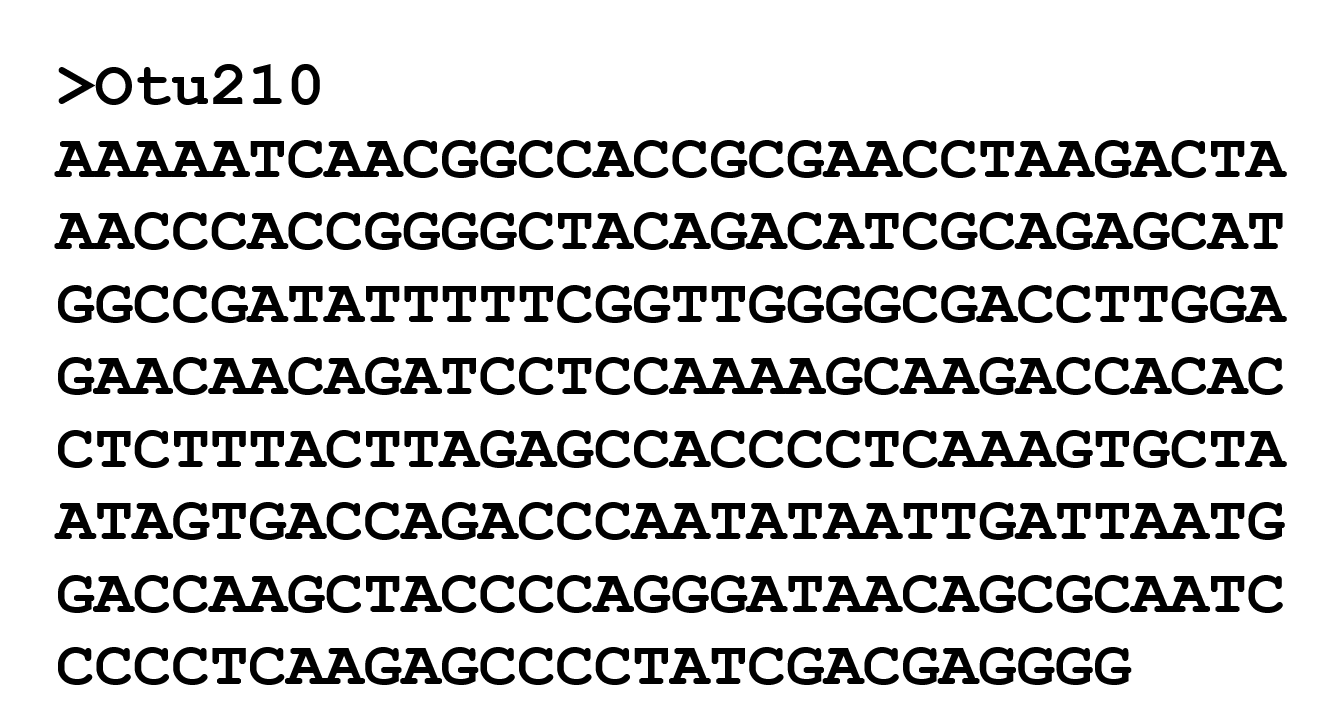 >Otu210
AAAAATCAACGGCCACCGCGAACCTAAGACTA
AACCCACCGGGGCTACAGACATCGCAGAGCAT
GGCCGATATTTTTCGGTTGGGGCGACCTTGGA
GAACAACAGATCCTCCAAAAGCAAGACCACAC
CTCTTTACTTAGAGCCACCCCTCAAAGTGCTA
ATAGTGACCAGACCCAATATAATTGATTAATG
GACCAAGCTACCCCAGGGATAACAGCGCAATC
CCCCTCAAGAGCCCCTATCGACGAGGGG